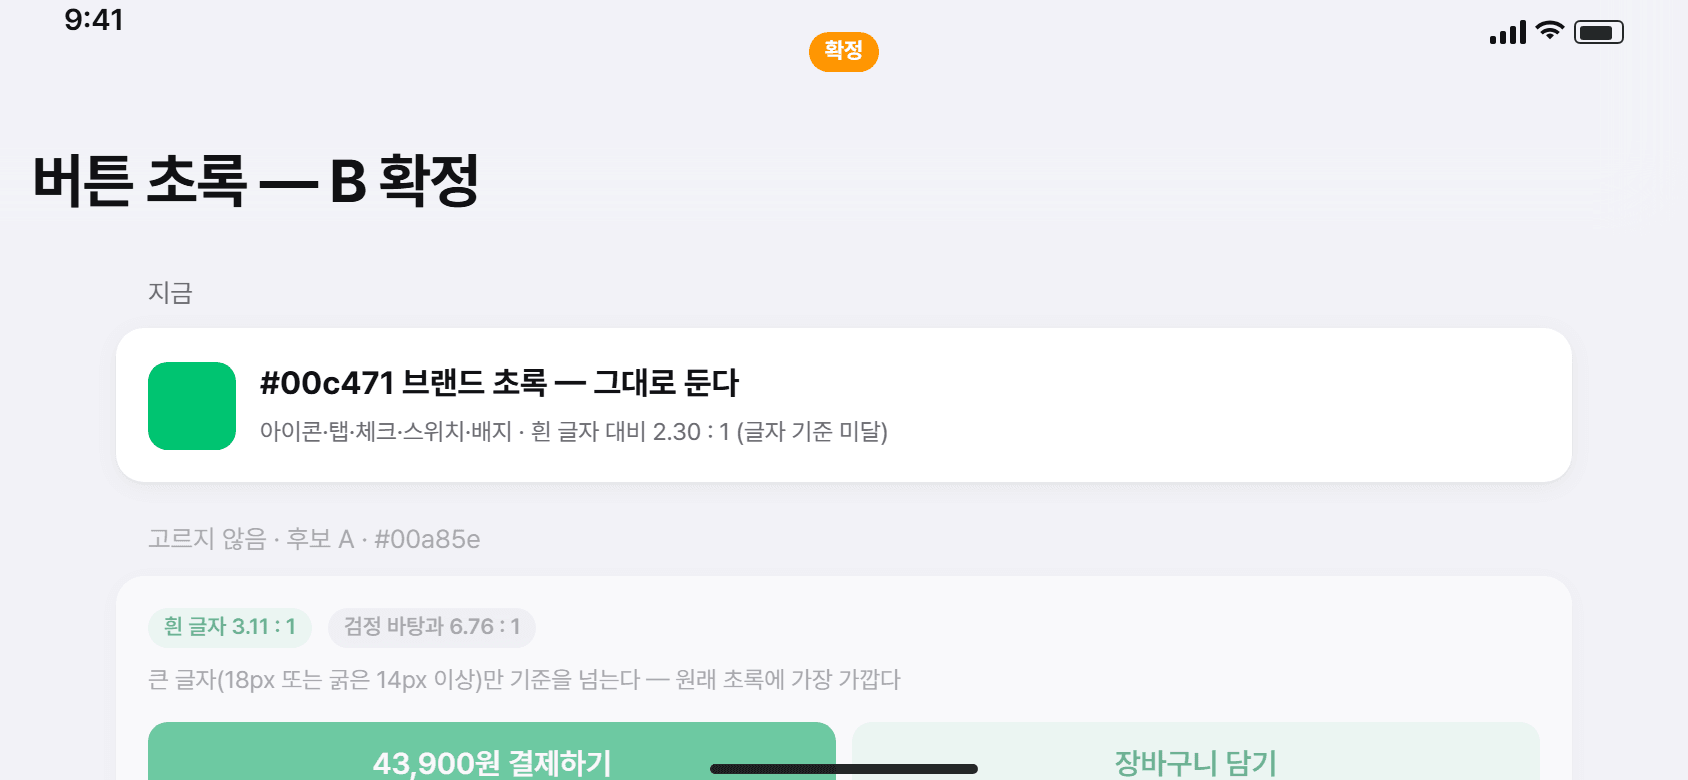 9:41
확정
버튼 초록 — B 확정
지금
#00c471 브랜드 초록 — 그대로 둔다
아이콘·탭·체크·스위치·배지 · 흰 글자 대비 2.30 : 1 (글자 기준 미달)
고르지 않음 · 후보 A · #00a85e
흰 글자 3.11 : 1 검정 바탕과 6.76 : 1
큰 글자(18px 또는 굵은 14px 이상)만 기준을 넘는다 — 원래 초록에 가장 가깝다
43,900원 결제하기 장바구니 담기